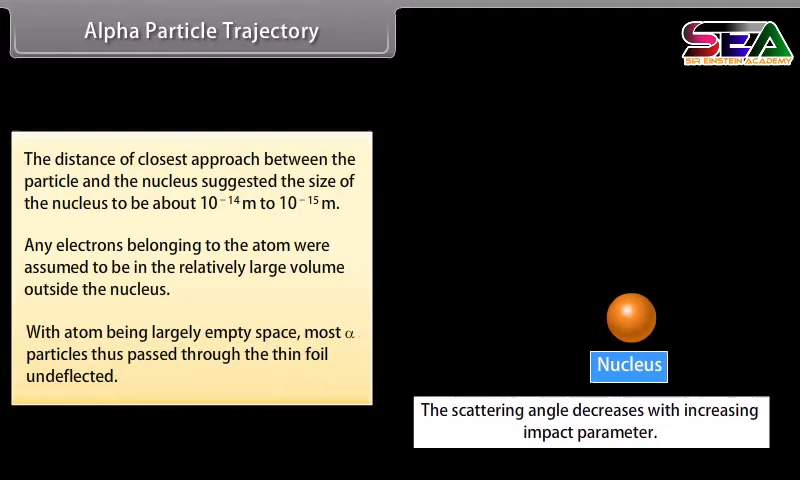 Alpha Particle Trajectory
SEA
SIR EINSTEIN ACADEMY
The distance of closest approach between the
particle and the nucleus suggested the size of
the nucleus to be about 10⁻¹⁴ m to 10⁻¹⁵ m.
Any electrons belonging to the atom were
assumed to be in the relatively large volume
outside the nucleus.
With atom being largely empty space, most α
particles thus passed through the thin foil
undeflected.
Nucleus
The scattering angle decreases with increasing
impact parameter.